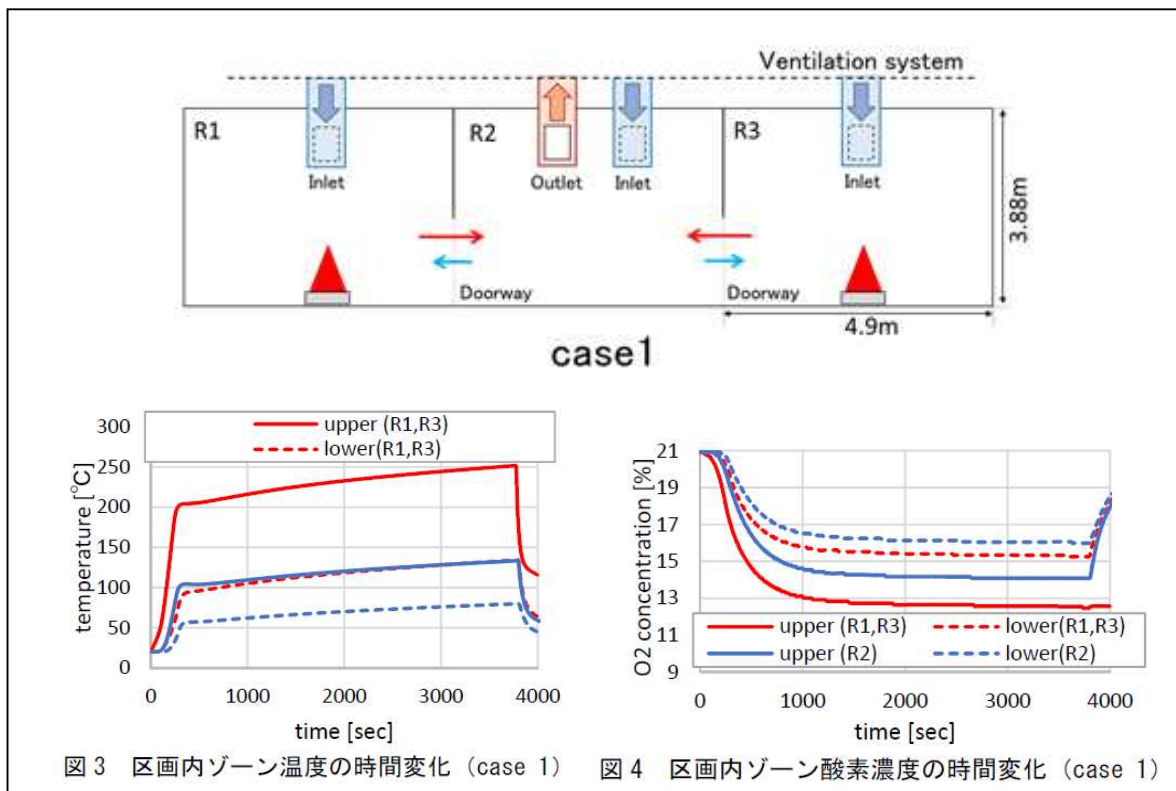 Ventilation system
R1
R2
R3
Inlet
Outlet
Inlet
Inlet
3.88m
Doorway
Doorway
4.9m
case1
upper (R1,R3)
lower(R1,R3)
temperature [℃]
300
250
200
150
100
50
0
0 1000 2000 3000 4000
time [sec]
図3 区画内ゾーン温度の時間変化 (case 1)
O2 concentration [%]
21
19
17
15
13
11
9
upper (R1,R3) lower(R1,R3)
upper (R2) lower(R2)
0 1000 2000 3000 4000
time [sec]
図4 区画内ゾーン酸素濃度の時間変化 (case 1)